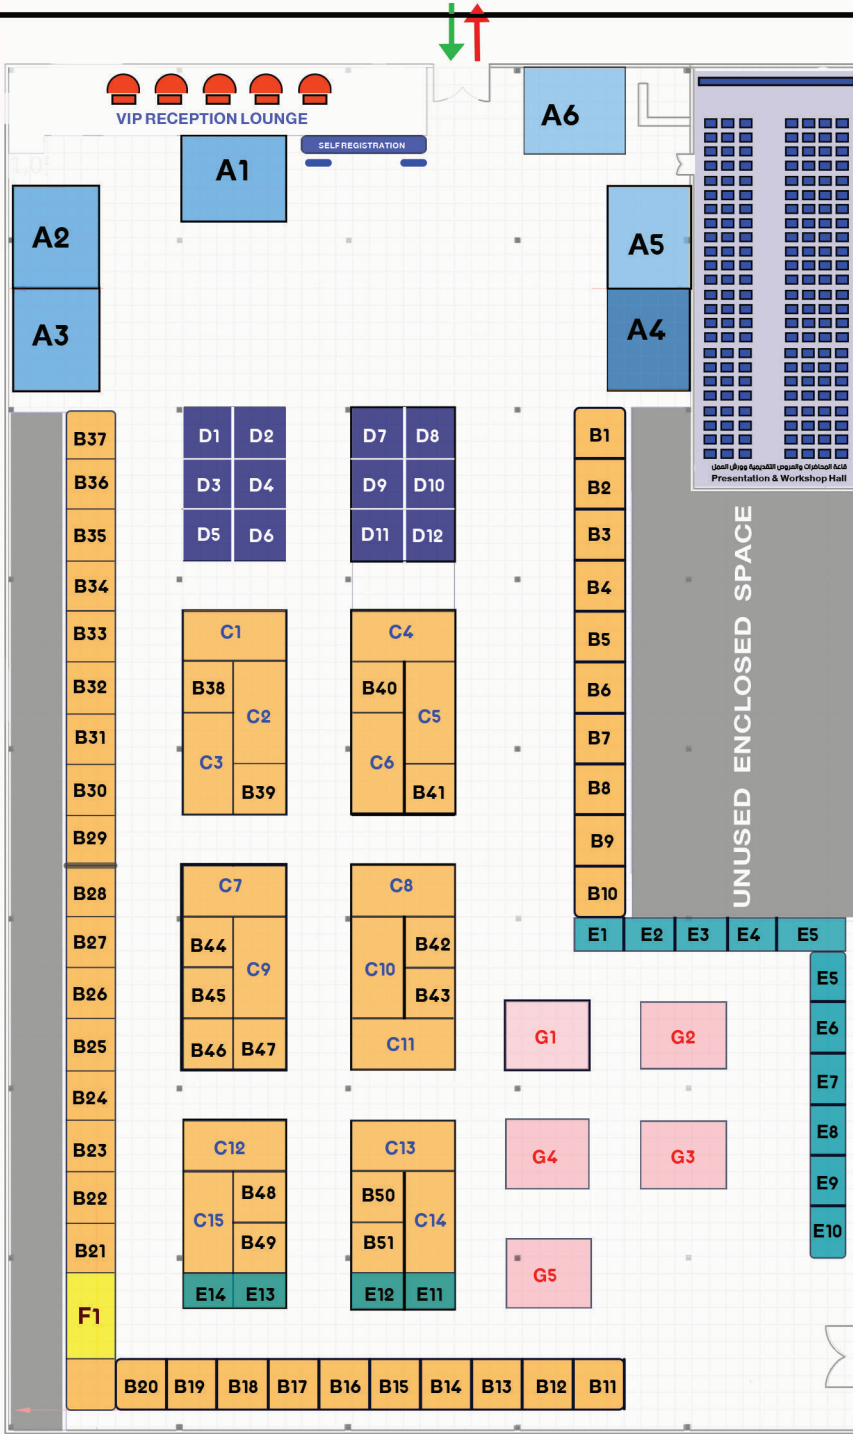 VIP RECEPTION LOUNGE
SELF REGISTRATION
A6
A1
A2
A5
A3
A4
قاعة المحاضرات والعروض التقديمية وورش العمل
Presentation & Workshop Hall
UNUSED ENCLOSED SPACE
B37
B36
B35
B34
B33
B32
B31
B30
B29
B28
B27
B26
B25
B24
B23
B22
B21
F1
D1 D2
D3 D4
D5 D6
D7 D8
D9 D10
D11 D12
C1
B38
C2
C3
B39
C4
B40
C5
C6
B41
C7
B44
C9
B45
B46 B47
C8
B42
C10
B43
C11
C12
B48
C15
B49
E14 E13
C13
B50
C14
B51
E12 E11
B1
B2
B3
B4
B5
B6
B7
B8
B9
B10
E1 E2 E3 E4 E5
E5
E6
E7
E8
E9
E10
G1 G2
G4 G3
G5
B20 B19 B18 B17 B16 B15 B14 B13 B12 B11